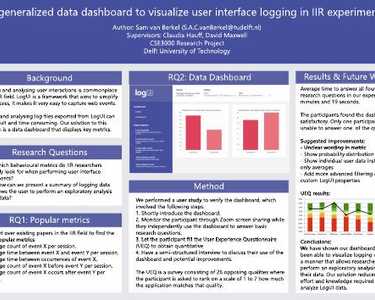 generalized data dashboard to visualize user interface logging in IIR experimen
Author: Sam van Berkel (S.A.C.vanBerkel@tudelft.nl)
Supervisors: Claudia Hauff, David Maxwell
CSE3000 Research Project
Delft University of Technology
Background
and analysing user interactions is commonplace
field. LogUI is a framework that aims to simplify
cess, it makes it very easy to capture web events.
and analysing log files exported from LogUI can
cult and time consuming. Our solution to this
is a data dashboard that displays key metrics.
Research Questions
ich behavioural metrics do IIR researchers
ly look for when performing user interface
ents?
ow can we present a summary of logging data
ows the user to perform an exploratory analysis
data?
RQ1: Popular metrics
over existing papers in the IIR field to find
nd popular metrics.
ge count of event X per session.
ge time between event X and event Y per session.
ge time between occurrences of event X.
ge count of event X before event Y per session.
ge count of event X occurs after event Y per
RQ2: Data Dashboard
logUI
Method
We performed a user study to verify the dashboard, which
involved the following steps.
1. Shortly introduce the dashboard.
2. Monitor the participant through Zoom screen sharing while
they independently use the dashboard to answer basic
research questions.
3. Let the participant fill the User Experience Questionnaire
(UEQ) to obtain quantitative
4. Have a semi-structured interview to discuss their use of
the dashboard and potential improvements.
The UEQ is a survey consisting of 26 opposing qualities where
the participant is asked to rank on a scale of 1 to 7 how much
the application matches that quality.
Results & Future W
Average time to answer all four
research questions in our experi
minutes and 19 seconds.
The participants found the dashboard
satisfactory. Only one participant
unable to answer one. of the qu
Suggested improvements:
- Unclear wording in metric
- Show probability distribution
- Show individual user data
only averages
- Add more advanced filtering
custom LogUI properties
UEQ results:
Conclusions:
We have shown our dashboard
been able to visualize logging
a manner that allows researche
perform an exploratory analysis
their data. Our solution reduces
effort and knowledge required
analyze LogUI data.